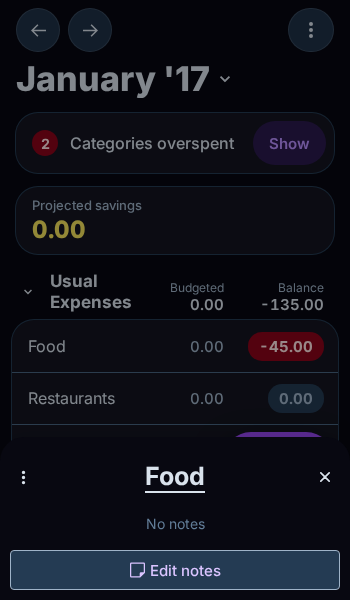 January '17
2 Categories overspent Show
Projected savings
0.00
Usual Expenses Budgeted 0.00 Balance -135.00
Food 0.00 -45.00
Restaurants 0.00 0.00
Food
No notes
Edit notes